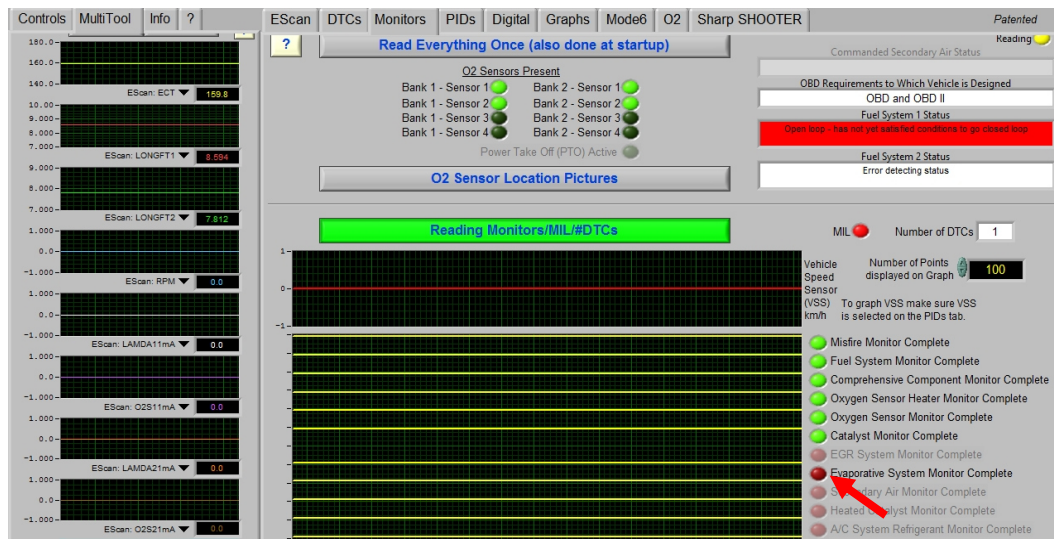 Controls MultiTool Info ? EScan DTCs Monitors PIDs Digital Graphs Mode6 O2 Sharp SHOOTER Patented
180.0
160.0
140.0
EScan: ECT 159.8
10.00
9.000
8.000
7.000
EScan: LONGFT1 8.594
9.000
8.000
7.000
EScan: LONGFT2 7.812
1.000
0.0
-1.000
EScan: RPM 0.0
1.000
0.0
-1.000
EScan: LAMDA11mA 0.0
1.000
0.0
-1.000
EScan: O2S11mA 0.0
1.000
0.0
-1.000
EScan: LAMDA21mA 0.0
1.000
0.0
-1.000
EScan: O2S21mA 0.0
? Read Everything Once (also done at startup)
O2 Sensors Present
Bank 1 - Sensor 1 Bank 2 - Sensor 1
Bank 1 - Sensor 2 Bank 2 - Sensor 2
Bank 1 - Sensor 3 Bank 2 - Sensor 3
Bank 1 - Sensor 4 Bank 2 - Sensor 4
Power Take Off (PTO) Active
O2 Sensor Location Pictures
Reading
Commanded Secondary Air Status
OBD Requirements to Which Vehicle is Designed
OBD and OBD II
Fuel System 1 Status
Open loop - has not yet satisfied conditions to go closed loop
Fuel System 2 Status
Error detecting status
Reading Monitors/MIL/#DTCs
MIL Number of DTCs 1
1
0
-1
Vehicle
Speed
Sensor
(VSS)
km/h
Number of Points
displayed on Graph 100
To graph VSS make sure VSS
is selected on the PIDs tab.
Misfire Monitor Complete
Fuel System Monitor Complete
Comprehensive Component Monitor Complete
Oxygen Sensor Heater Monitor Complete
Oxygen Sensor Monitor Complete
Catalyst Monitor Complete
EGR System Monitor Complete
Evaporative System Monitor Complete
Secondary Air Monitor Complete
Heated Catalyst Monitor Complete
A/C System Refrigerant Monitor Complete